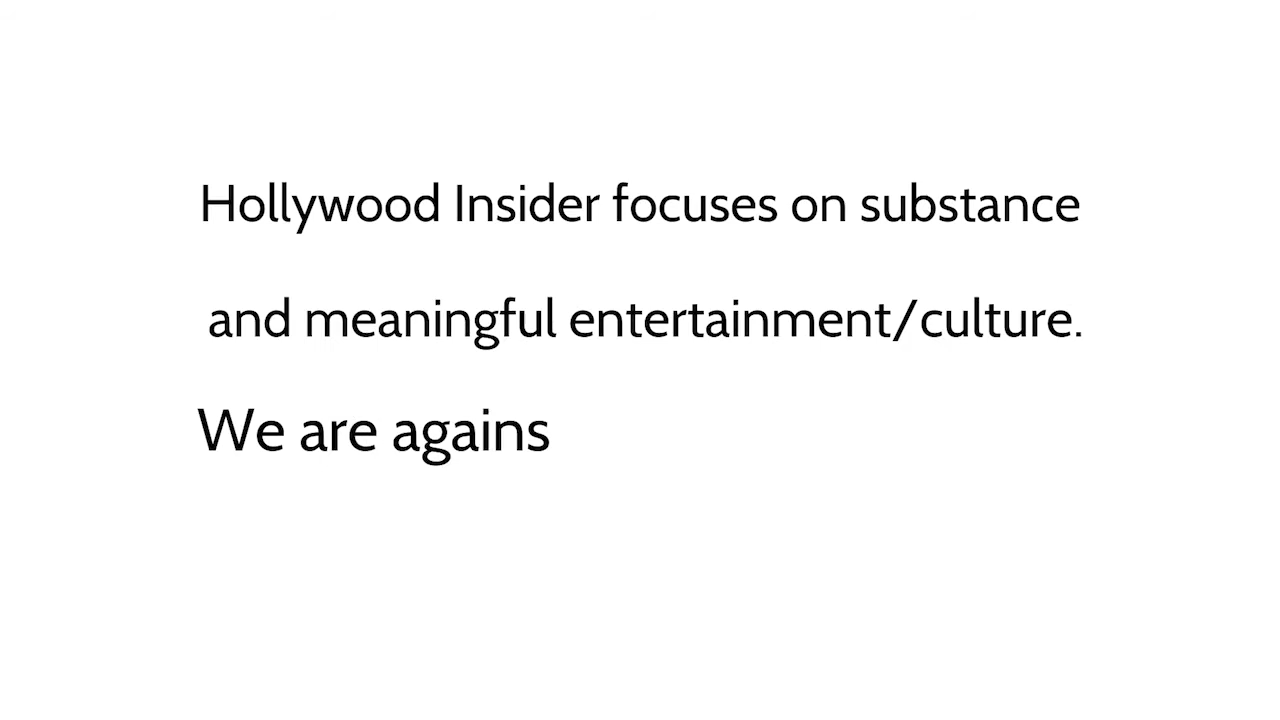 Hollywood Insider focuses on substance
and meaningful entertainment/culture.
We are agains